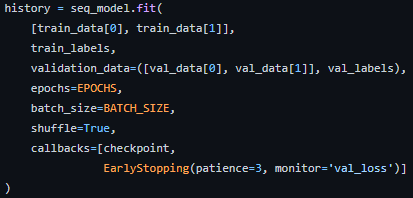 history = seq_model.fit(
    [train_data[0], train_data[1]],
    train_labels,
    validation_data=([val_data[0], val_data[1]], val_labels),
    epochs=EPOCHS,
    batch_size=BATCH_SIZE,
    shuffle=True,
    callbacks=[checkpoint,
               EarlyStopping(patience=3, monitor='val_loss')]
)